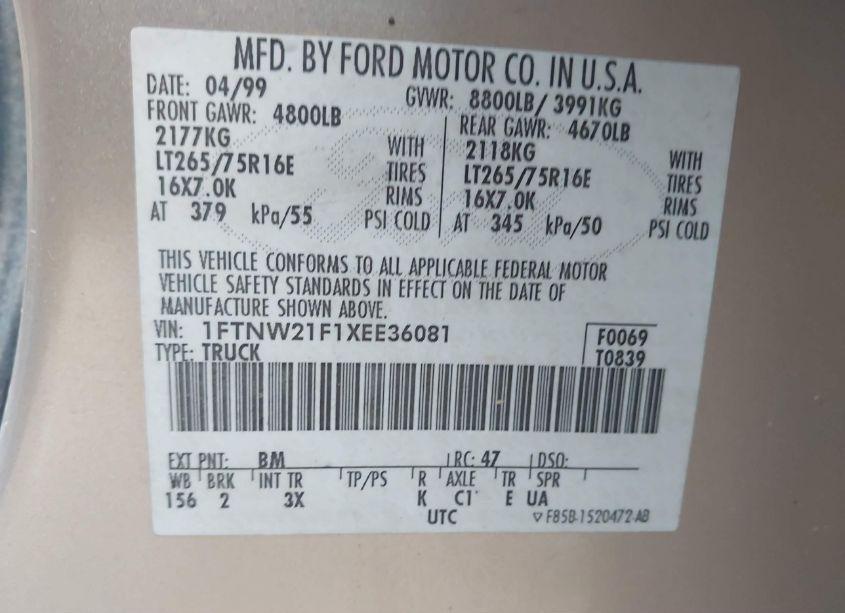 MFD. BY FORD MOTOR CO. IN U.S.A.
DATE: 04/99 GVWR: 8800LB/ 3991KG
FRONT GAWR: 4800LB REAR GAWR: 4670LB
2177KG WITH 2118KG WITH
LT265/75R16E TIRES LT265/75R16E TIRES
16X7.0K RIMS 16X7.0K RIMS
AT 379 kPa/55 PSI COLD AT 345 kPa/50 PSI COLD
THIS VEHICLE CONFORMS TO ALL APPLICABLE FEDERAL MOTOR
VEHICLE SAFETY STANDARDS IN EFFECT ON THE DATE OF
MANUFACTURE SHOWN ABOVE.
VIN: 1FTNW21F1XEE36081 F0069
TYPE: TRUCK T0839
EXT PNT: BM RC: 47 DSO:
WB BRK INT TR TP/PS R AXLE TR SPR
156 2 3X K C1 E UA
UTC F85B-1520472-AB